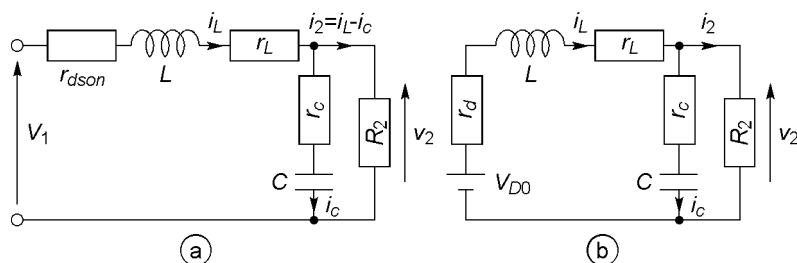 i_L i_2=i_L-i_c
r_dson L r_L
V_1 r_c R_2 v_2
C i_c
a
i_L i_2
L r_L
r_d r_c R_2 v_2
V_D0 C i_c
b